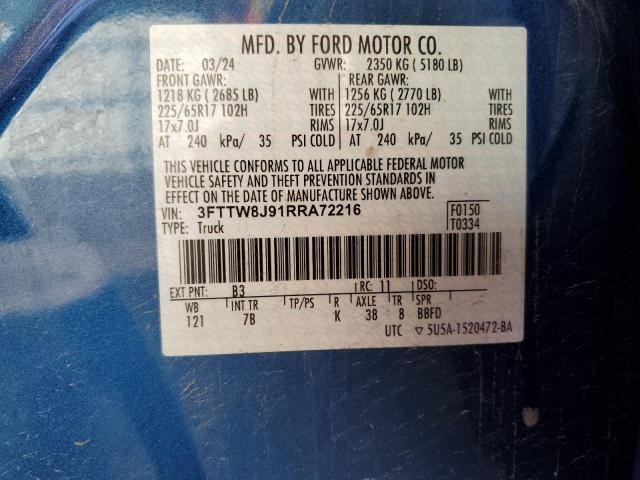 MFD. BY FORD MOTOR CO.
DATE: 03/24 GVWR: 2350 KG ( 5180 LB)
FRONT GAWR: REAR GAWR:
1218 KG ( 2685 LB) WITH 1256 KG ( 2770 LB) WITH
225/65R17 102H TIRES 225/65R17 102H TIRES
17x7.0J RIMS 17x7.0J RIMS
AT 240 kPa/ 35 PSI COLD AT 240 kPa/ 35 PSI COLD
THIS VEHICLE CONFORMS TO ALL APPLICABLE FEDERAL MOTOR
VEHICLE SAFETY AND THEFT PREVENTION STANDARDS IN
EFFECT ON THE DATE OF MANUFACTURE SHOWN ABOVE.
VIN: 3FTTW8J91RRA72216 F0150
TYPE: Truck T0334
EXT PNT: B3 RC: 11 DSO:
WB INT TR TP/PS R AXLE TR SPR
121 7B K 38 8 BBFD
UTC ▽ 5U5A-1520472-BA